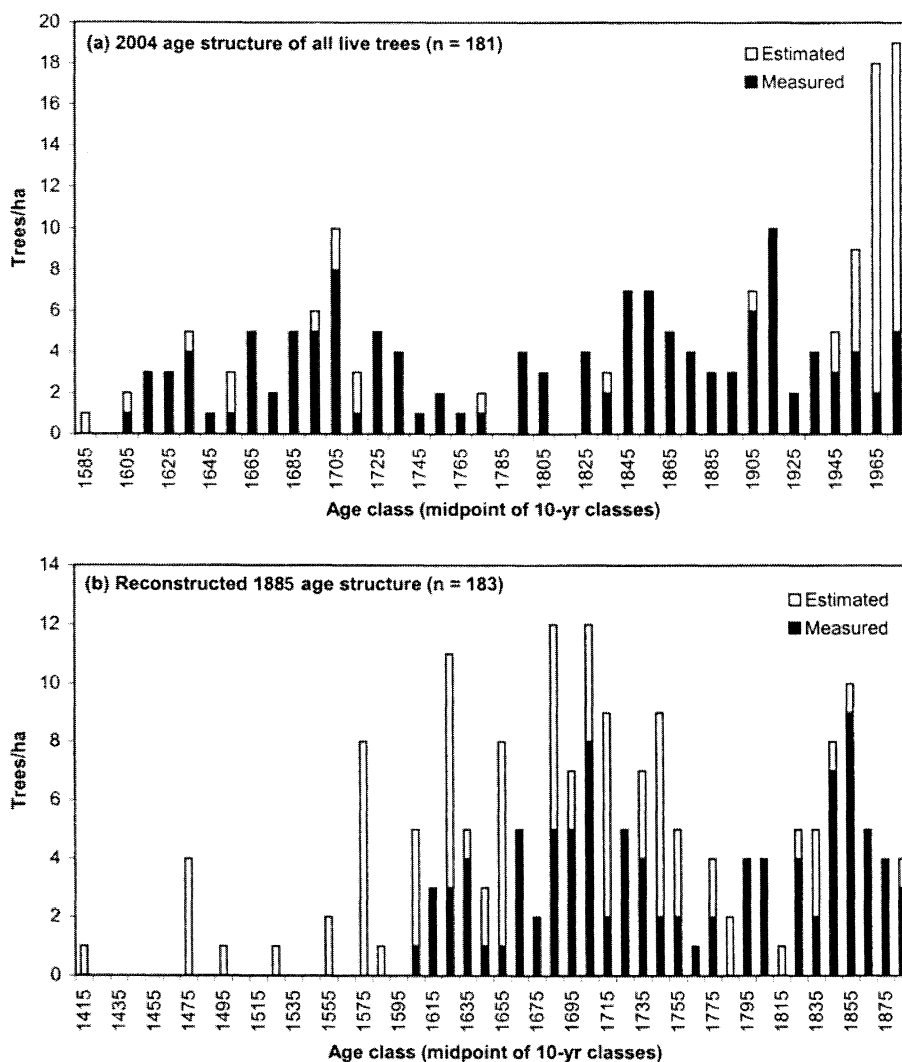 (a) 2004 age structure of all live trees (n = 181)
Estimated
Measured
Trees/ha
20
18
16
14
12
10
8
6
4
2
0
1585 1605 1625 1645 1665 1685 1705 1725 1745 1765 1785 1805 1825 1845 1865 1885 1905 1925 1945 1965
Age class (midpoint of 10-yr classes)
(b) Reconstructed 1885 age structure (n = 183)
Estimated
Measured
Trees/ha
14
12
10
8
6
4
2
0
1415 1435 1455 1475 1495 1515 1535 1555 1575 1595 1615 1635 1655 1675 1695 1715 1735 1755 1775 1795 1815 1835 1855 1875
Age class (midpoint of 10-yr classes)